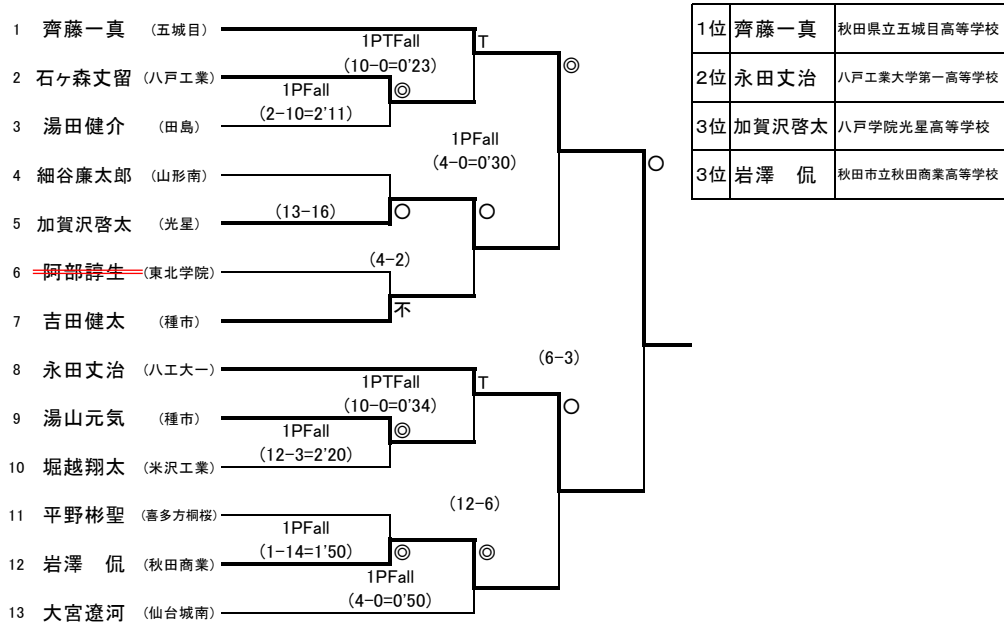 1 齊藤一真 (五城目)
1PTFall
(10-0=0'23)
T
◎
2 石ヶ森丈留 (八戸工業)
1PFall
(2-10=2'11)
◎
3 湯田健介 (田島)
1PFall
(4-0=0'30)
○
4 細谷廉太郎 (山形南)
(13-16)
○
○
5 加賀沢啓太 (光星)
6 阿部諄生 (東北学院)
(4-2)
不
7 吉田健太 (種市)
(6-3)
8 永田丈治 (八工大一)
1PTFall
(10-0=0'34)
T
○
9 湯山元気 (種市)
1PFall
(12-3=2'20)
◎
10 堀越翔太 (米沢工業)
(12-6)
11 平野彬聖 (喜多方桐桜)
1PFall
(1-14=1'50)
◎
◎
12 岩澤 侃 (秋田商業)
1PFall
(4-0=0'50)
13 大宮遼河 (仙台城南)
1位 齊藤一真 秋田県立五城目高等学校
2位 永田丈治 八戸工業大学第一高等学校
3位 加賀沢啓太 八戸学院光星高等学校
3位 岩澤 侃 秋田市立秋田商業高等学校